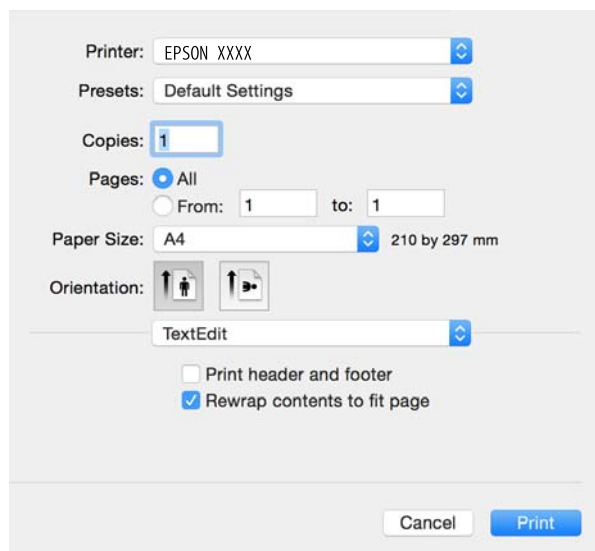 Printer: EPSON XXXX
Presets: Default Settings
Copies: 1
Pages: All
From: 1 to: 1
Paper Size: A4 210 by 297 mm
Orientation:
TextEdit
Print header and footer
Rewrap contents to fit page
Cancel Print